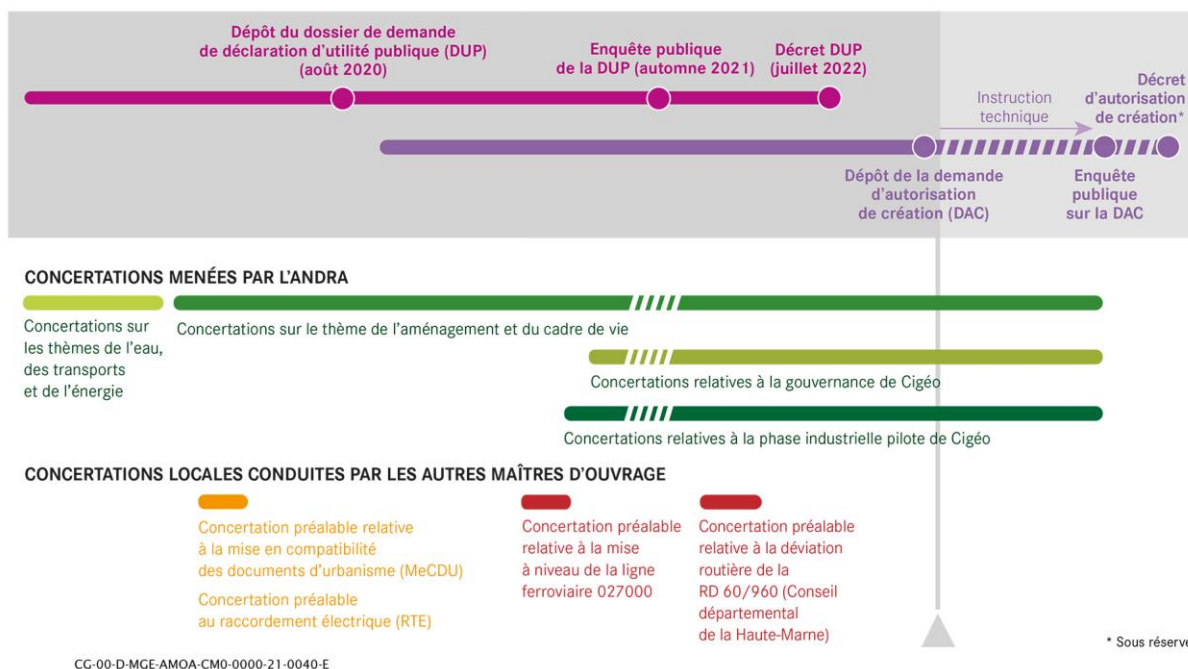 Dépôt du dossier de demande
de déclaration d'utilité publique (DUP)
(août 2020)
Enquête publique
de la DUP (automne 2021)
Décret DUP
(juillet 2022)
Instruction
technique
Décret
d'autorisation
de création*
Dépôt de la demande
d'autorisation
de création (DAC)
Enquête
publique
sur la DAC
CONCERTATIONS MENÉES PAR L'ANDRA
Concertations sur
les thèmes de l'eau,
des transports
et de l'énergie
Concertations sur le thème de l'aménagement et du cadre de vie
Concertations relatives à la gouvernance de Cigéo
Concertations relatives à la phase industrielle pilote de Cigéo
CONCERTATIONS LOCALES CONDUITES PAR LES AUTRES MAÎTRES D'OUVRAGE
Concertation préalable relative
à la mise en compatibilité
des documents d'urbanisme (MeCDU)
Concertation préalable
au raccordement électrique (RTE)
Concertation préalable
relative à la mise
à niveau de la ligne
ferroviaire 027000
Concertation préalable
relative à la déviation
routière de la
RD 60/960 (Conseil
départemental
de la Haute-Marne)
* Sous réserve
CG-00-D-MGE-AMOA-CM0-0000-21-0040-E